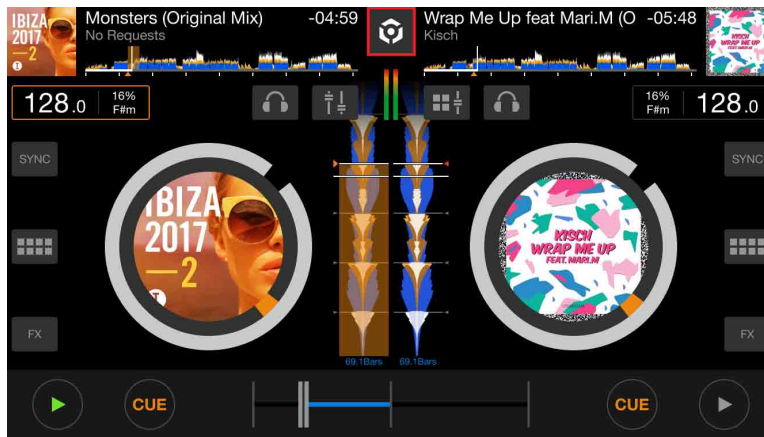 IBIZA
2017
—2
Monsters (Original Mix) -04:59
No Requests
Wrap Me Up feat Mari.M (O -05:48
Kisch
KISCH
WRAP ME UP
FEAT. MARI.M
128.0 16%
F#m
16%
F#m 128.0
SYNC
SYNC
IBIZA
2017
—2
KISCH
WRAP ME UP
FEAT. MARI.M
FX
FX
69.1Bars 69.1Bars
CUE
CUE